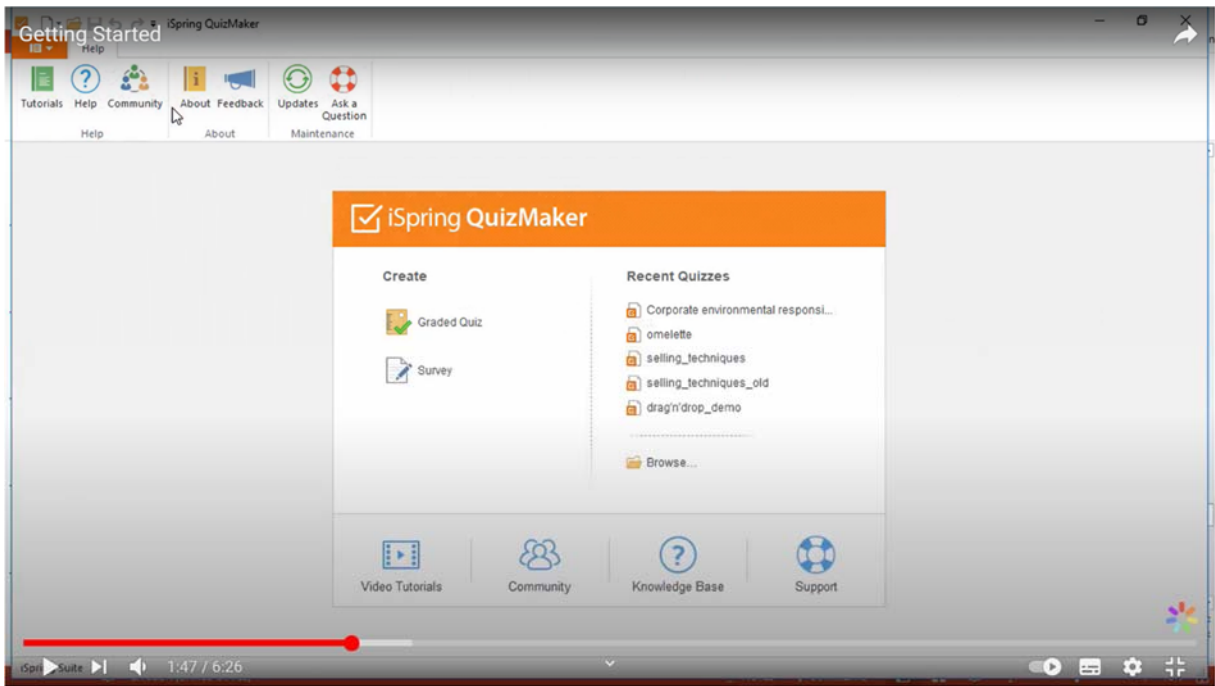 iSpring QuizMaker
Getting Started
Help
Tutorials Help Community About Feedback Updates Ask a
Question
Help About Maintenance
iSpring QuizMaker
Create
Graded Quiz
Survey
Recent Quizzes
Corporate environmental responsi...
omelette
selling_techniques
selling_techniques_old
drag'n'drop_demo
Browse...
Video Tutorials Community Knowledge Base Support
1:47 / 6:26
Suite